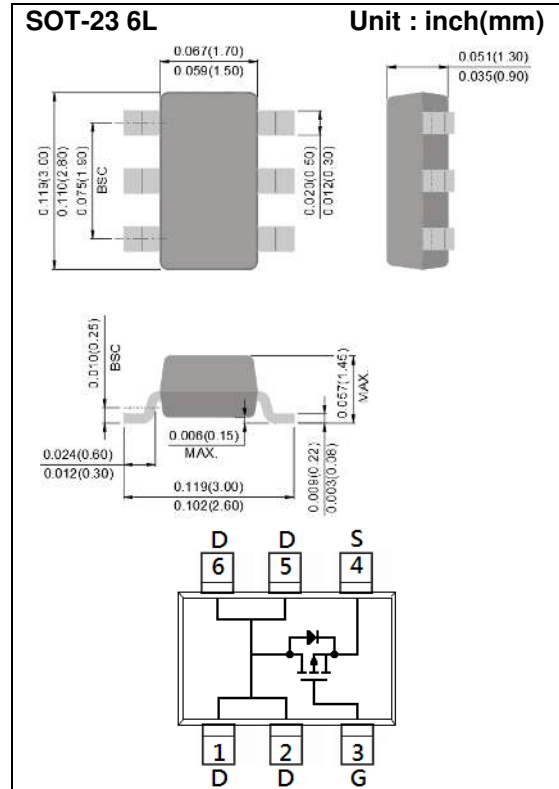 SOT-23 6L Unit : inch(mm)
0.067(1.70)
0.059(1.50)
0.051(1.30)
0.035(0.90)
0.119(3.00)
0.110(2.80)
0.075(1.90)
BSC
0.020(0.50)
0.012(0.30)
0.010(0.25)
BSC
0.057(1.45)
MAX.
0.006(0.15)
MAX.
0.024(0.60)
0.012(0.30)
0.009(0.22)
0.003(0.08)
0.119(3.00)
0.102(2.60)
D D S
6 5 4
1 2 3
D D G